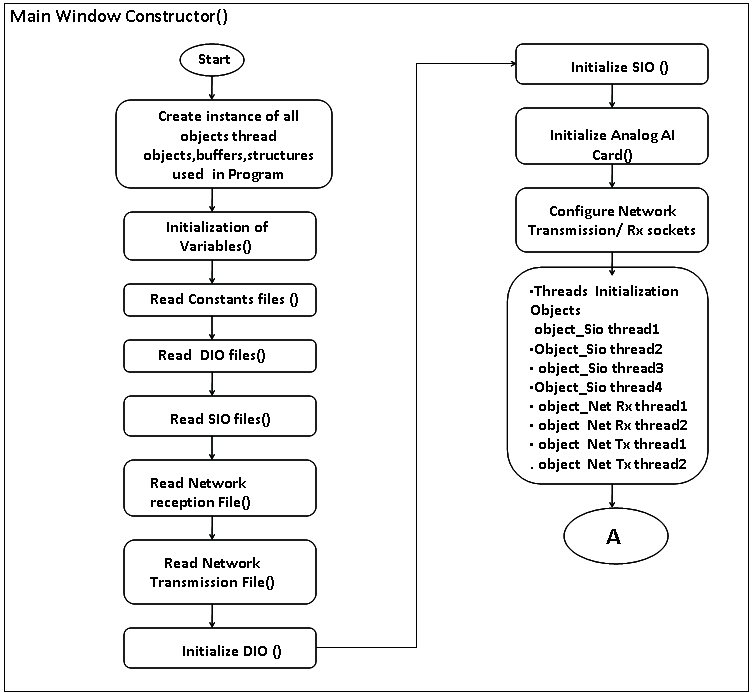 Main Window Constructor()
Start
Create instance of all
objects thread
objects,buffers,structures
used in Program
Initialization of
Variables()
Read Constants files ()
Read DIO files()
Read SIO files()
Read Network
reception File()
Read Network
Transmission File()
Initialize DIO ()
Initialize SIO ()
Initialize Analog AI
Card()
Configure Network
Transmission/ Rx sockets
·Threads Initialization
Objects
object_Sio thread1
·Object_Sio thread2
· object_Sio thread3
·Object_Sio thread4
· object_Net Rx thread1
· object Net Rx thread2
· object Net Tx thread1
. object Net Tx thread2
A